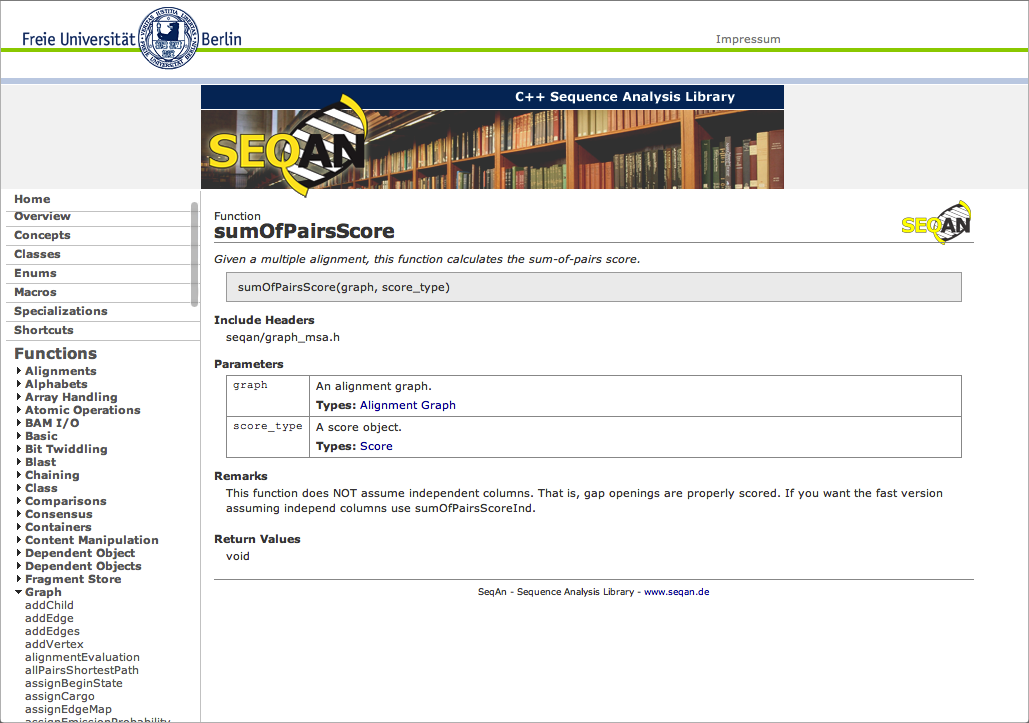 Freie Universität Berlin
Impressum
C++ Sequence Analysis Library
SEQAN
Home
Overview
Concepts
Classes
Enums
Macros
Specializations
Shortcuts
Functions
Alignments
Alphabets
Array Handling
Atomic Operations
BAM I/O
Basic
Bit Twiddling
Blast
Chaining
Class
Comparisons
Consensus
Containers
Content Manipulation
Dependent Object
Dependent Objects
Fragment Store
Graph
addChild
addEdge
addEdges
addVertex
alignmentEvaluation
allPairsShortestPath
assignBeginState
assignCargo
assignEdgeMap
assignEmissionProbability
Function
sumOfPairsScore
SEQAN
Given a multiple alignment, this function calculates the sum-of-pairs score.
sumOfPairsScore(graph, score_type)
Include Headers
seqan/graph_msa.h
Parameters
graph An alignment graph.
Types: Alignment Graph
score_type A score object.
Types: Score
Remarks
This function does NOT assume independent columns. That is, gap openings are properly scored. If you want the fast version
assuming independ columns use sumOfPairsScoreInd.
Return Values
void
SeqAn - Sequence Analysis Library - www.seqan.de